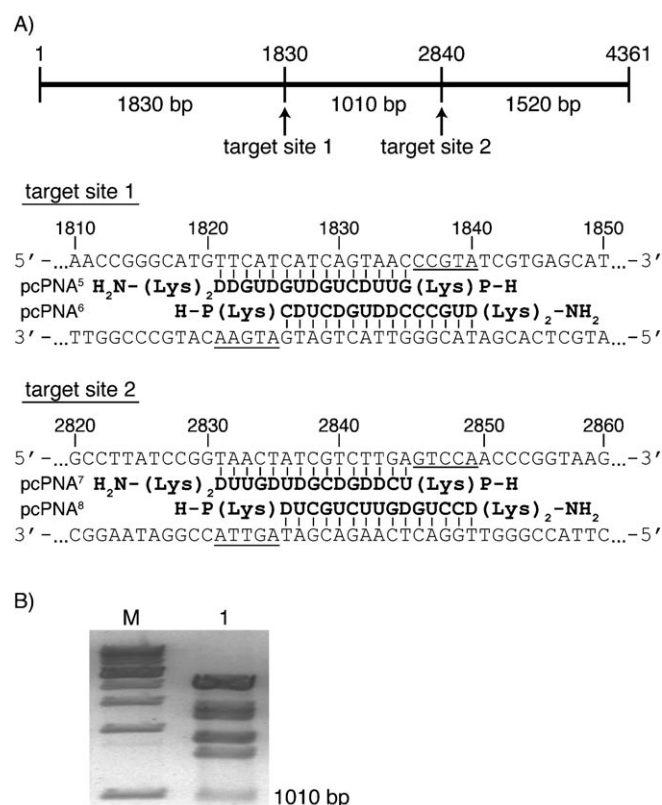 A)
1 1830 2840 4361
1830 bp 1010 bp 1520 bp
target site 1 target site 2
target site 1
1810 1820 1830 1840 1850
5′-...AACCGGGCATGTTCATCATCAGTAACCCGTATCGTGAGCAT...-3′
pcPNA⁵ H₂N-(Lys)₂DDGUDGUDGUCDUUG(Lys)P-H
pcPNA⁶ H-P(Lys)CDUCDGUDDCCCGUD(Lys)₂-NH₂
3′-...TTGGCCCGTACAAGTAGTAGTCATTGGGCATAGCACTCGTA...-5′
target site 2
2820 2830 2840 2850 2860
5′-...GCCTTATCCGGTAACTATCGTCTTGAGTCCAACCCGGTAAG...-3′
pcPNA⁷ H₂N-(Lys)₂DUUGDUDGCDGDDCU(Lys)P-H
pcPNA⁸ H-P(Lys)DUCGUCUUGDGUCCD(Lys)₂-NH₂
3′-...CGGAATAGGCCATTGATAGCAGAACTCAGGTTGGGCCATTC...-5′
B)
M 1
1010 bp